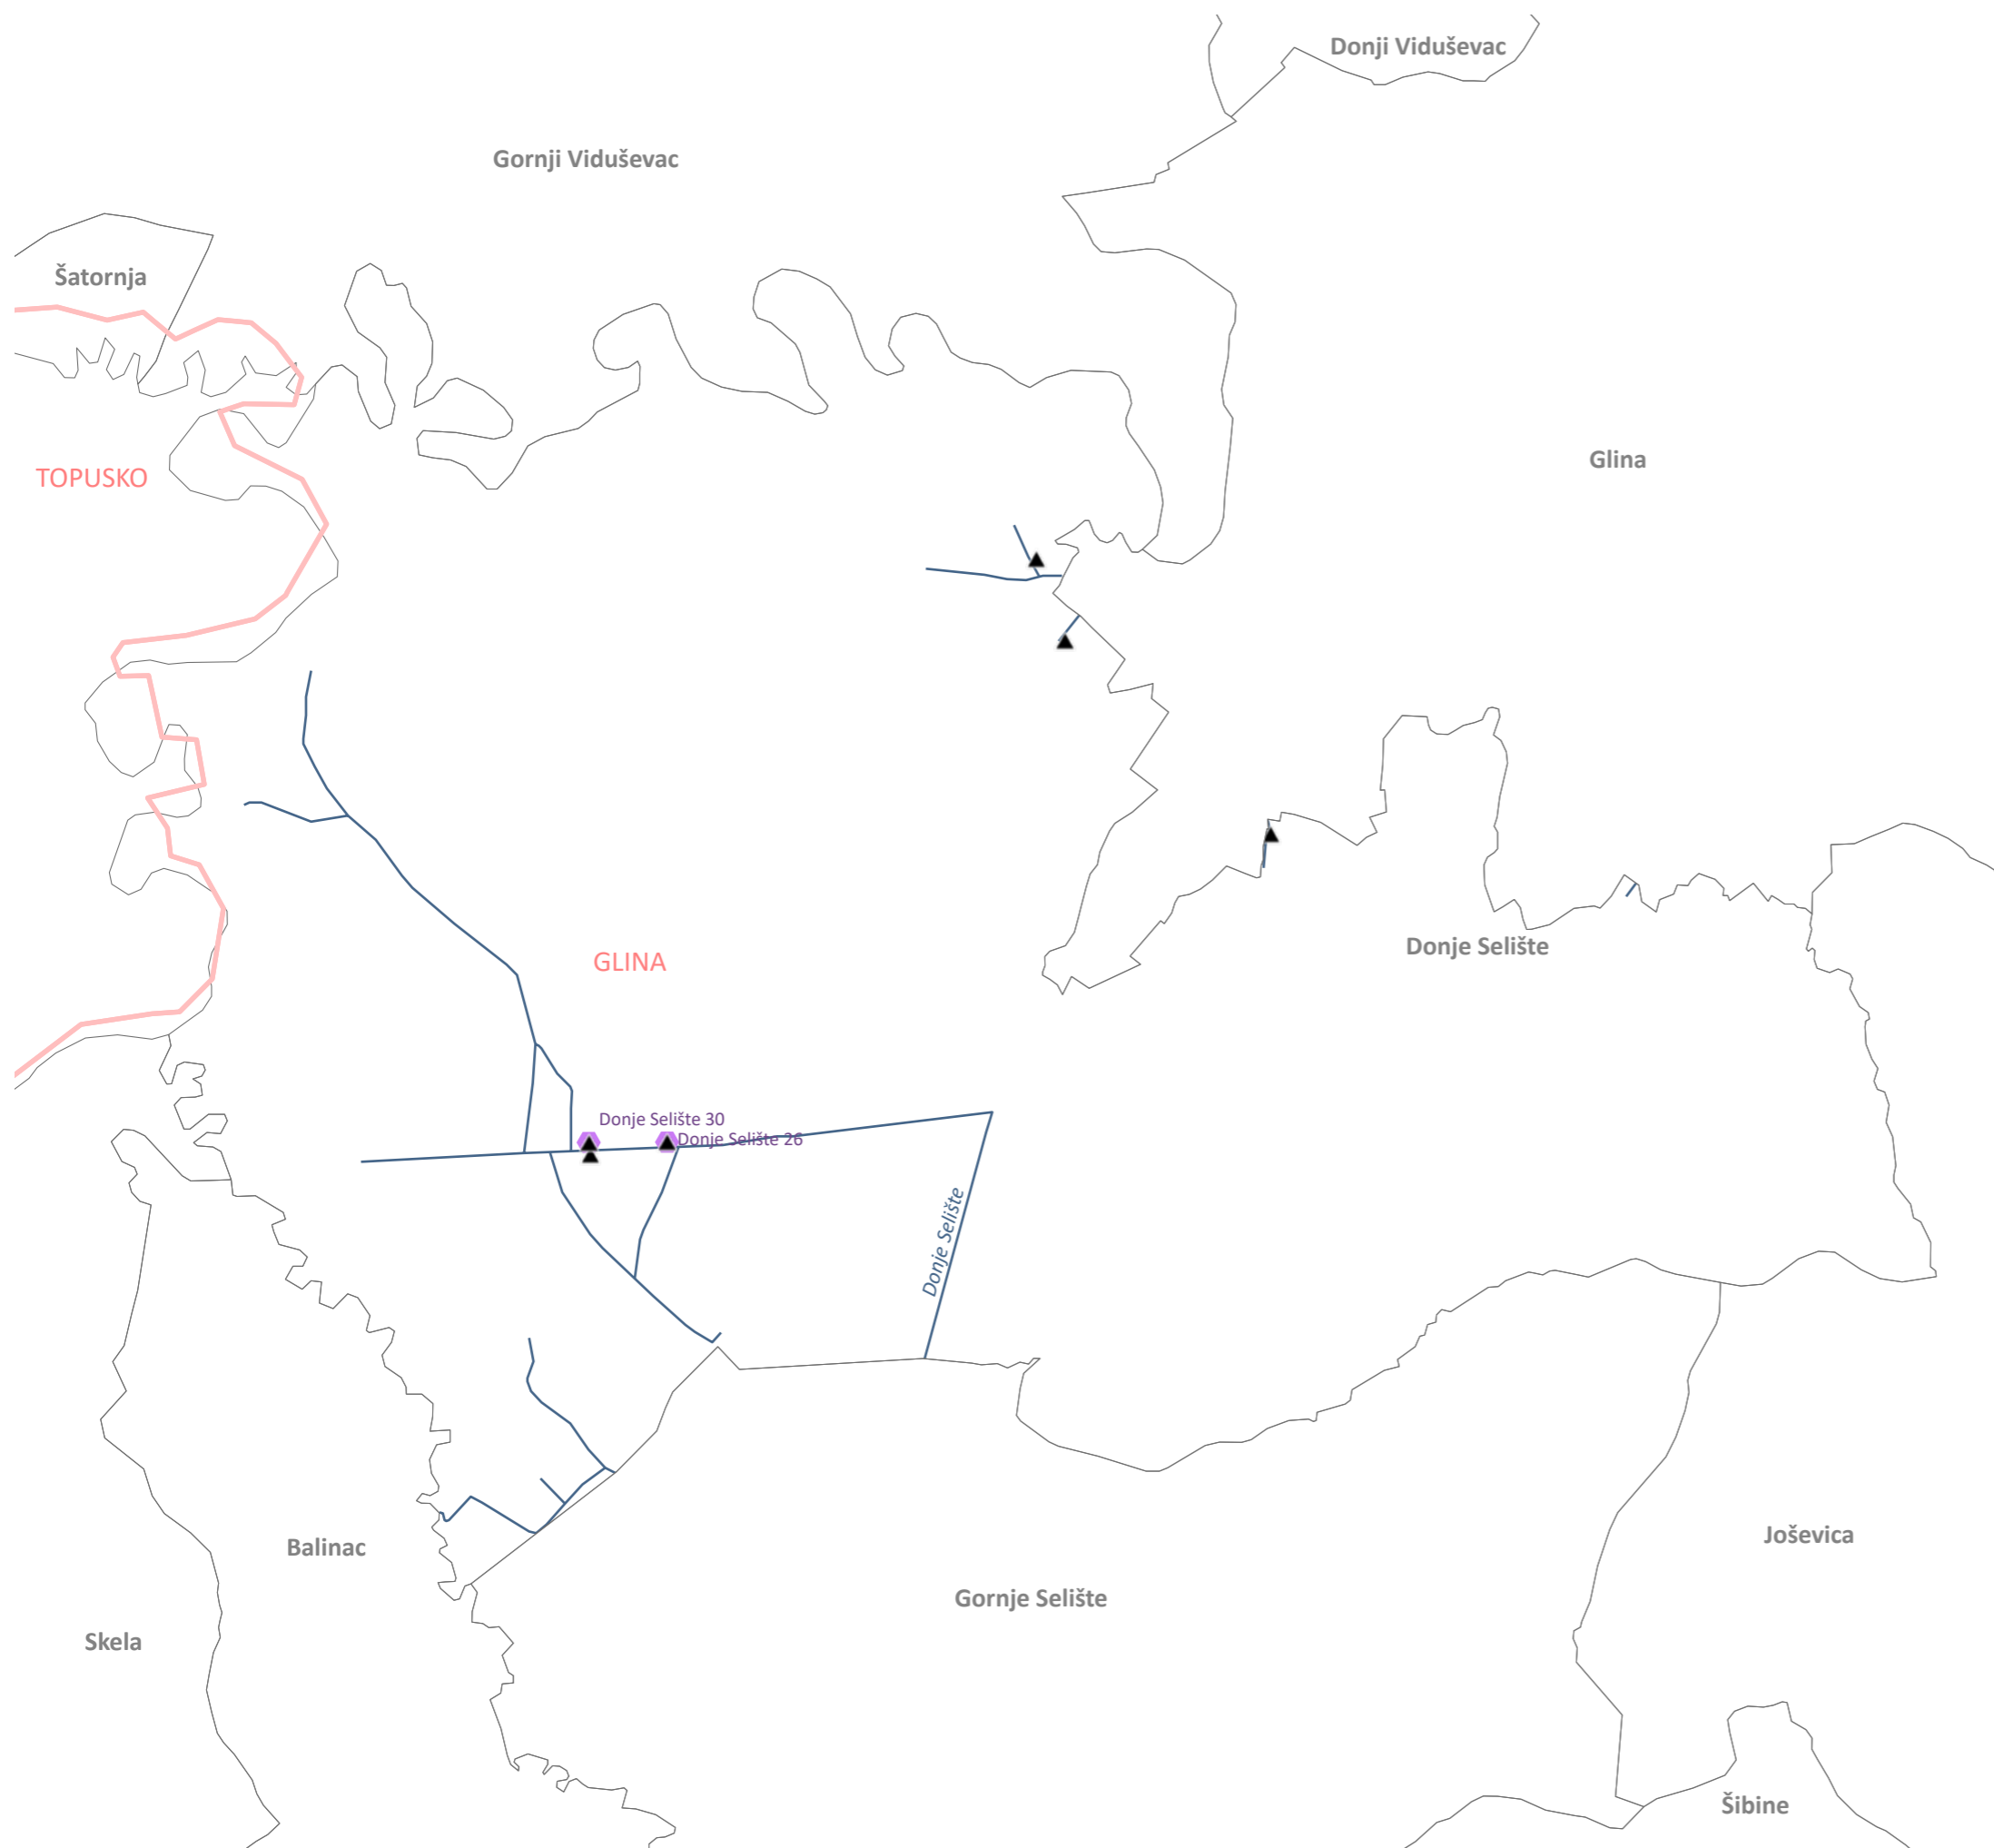 Donji Viduševac
Gornji Viduševac
Šatornja
Glina
TOPUSKO
Donje Selište
GLINA
Donje Selište 30
Donje Selište 26
Donje Selište
Joševica
Balinac
Gornje Selište
Skela
Šibine